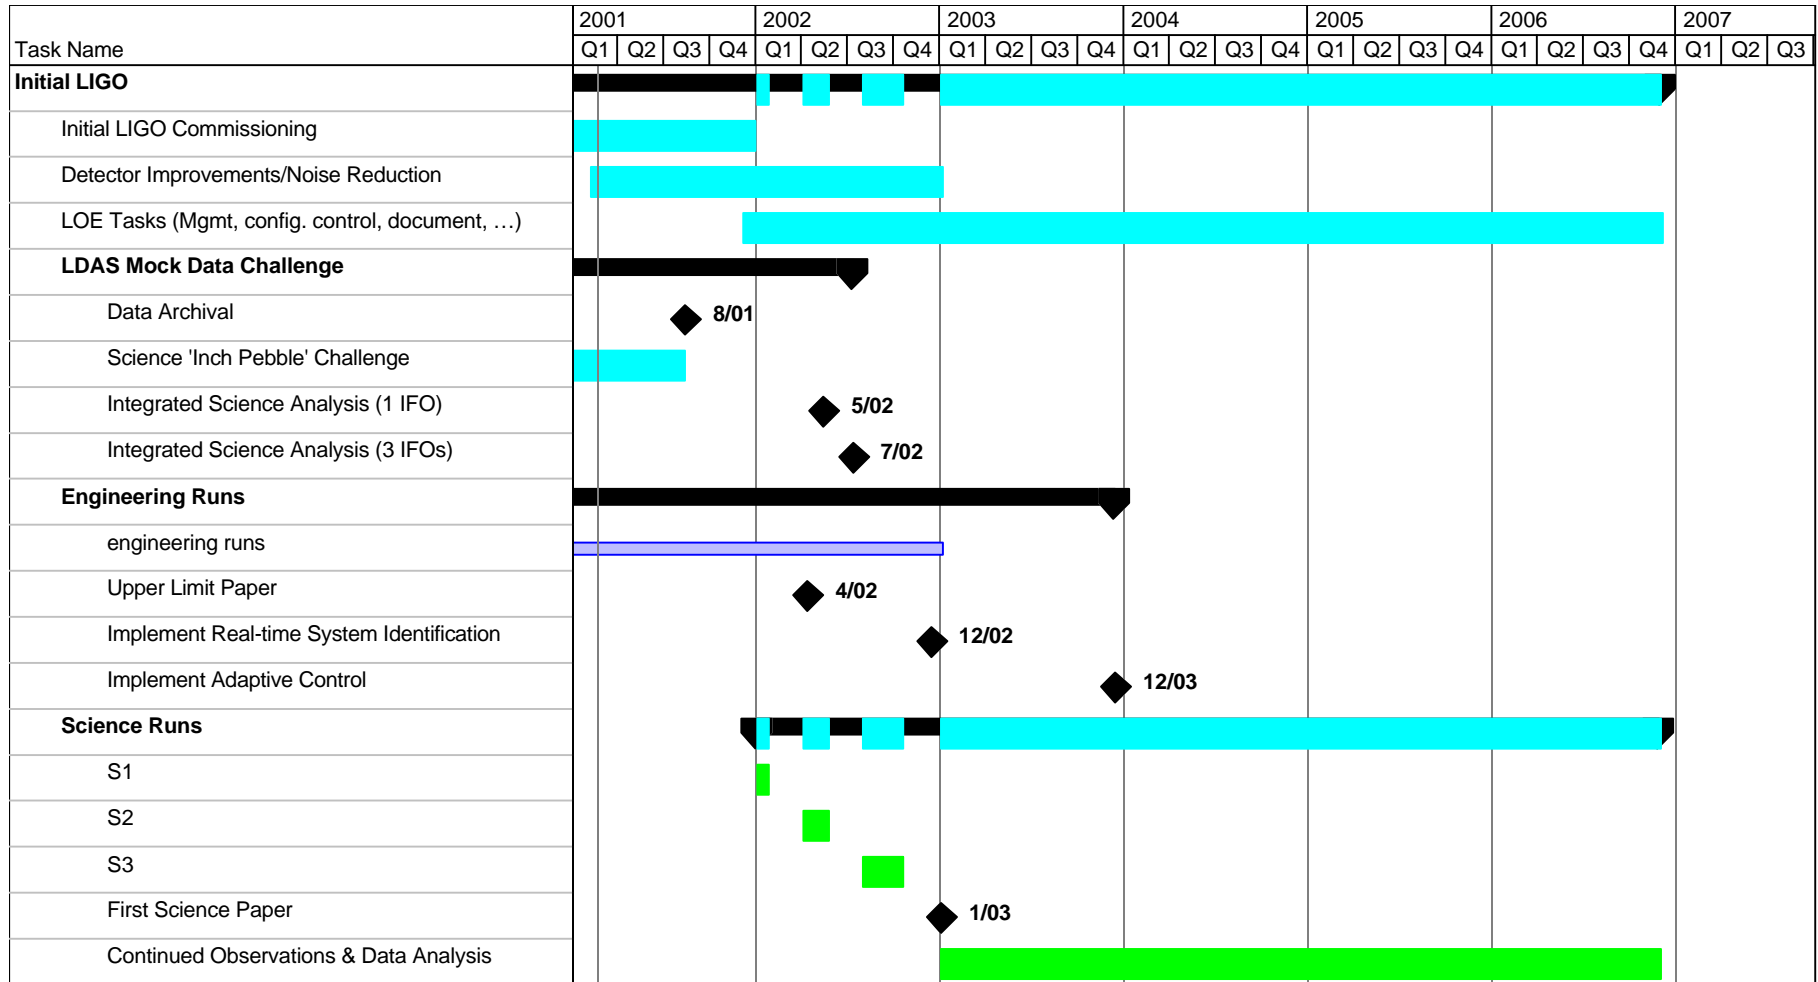 2001 2002 2003 2004 2005 2006 2007
Task Name Q1 Q2 Q3 Q4 Q1 Q2 Q3 Q4 Q1 Q2 Q3 Q4 Q1 Q2 Q3 Q4 Q1 Q2 Q3 Q4 Q1 Q2 Q3 Q4 Q1 Q2 Q3
Initial LIGO
Initial LIGO Commissioning
Detector Improvements/Noise Reduction
LOE Tasks (Mgmt, config. control, document, …)
LDAS Mock Data Challenge
Data Archival 8/01
Science 'Inch Pebble' Challenge
Integrated Science Analysis (1 IFO) 5/02
Integrated Science Analysis (3 IFOs) 7/02
Engineering Runs
engineering runs
Upper Limit Paper 4/02
Implement Real-time System Identification 12/02
Implement Adaptive Control 12/03
Science Runs
S1
S2
S3
First Science Paper 1/03
Continued Observations & Data Analysis